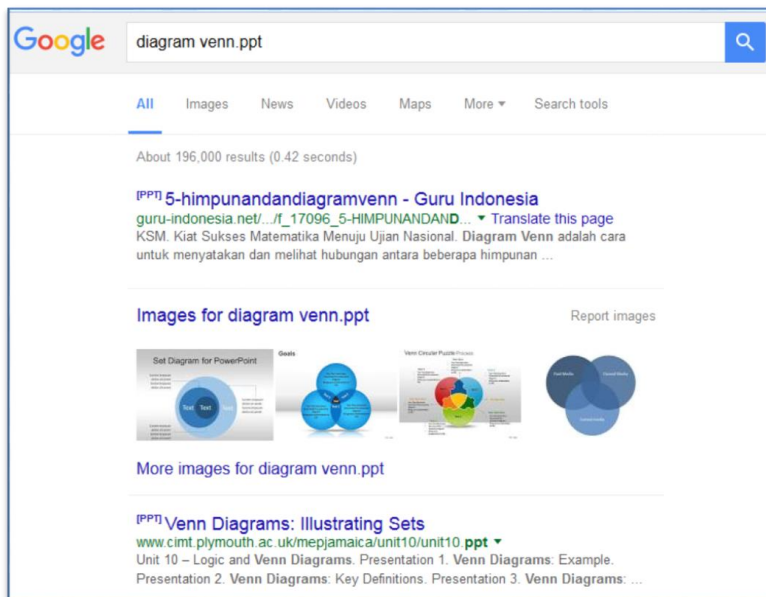 Google diagram venn.ppt
All Images News Videos Maps More Search tools
About 196,000 results (0.42 seconds)
[PPT] 5-himpunandandiagramvenn - Guru Indonesia
guru-indonesia.net/.../f_17096_5-HIMPUNANDAND... Translate this page
KSM. Kiat Sukses Matematika Menuju Ujian Nasional. Diagram Venn adalah cara
untuk menyatakan dan melihat hubungan antara beberapa himpunan ...
Images for diagram venn.ppt Report images
Set Diagram for PowerPoint
Text Text Text
Goals
Venn Circular Puzzle Process
More images for diagram venn.ppt
[PPT] Venn Diagrams: Illustrating Sets
www.cimt.plymouth.ac.uk/mepjamaica/unit10/unit10.ppt
Unit 10 – Logic and Venn Diagrams. Presentation 1. Venn Diagrams: Example.
Presentation 2. Venn Diagrams: Key Definitions. Presentation 3. Venn Diagrams: ...